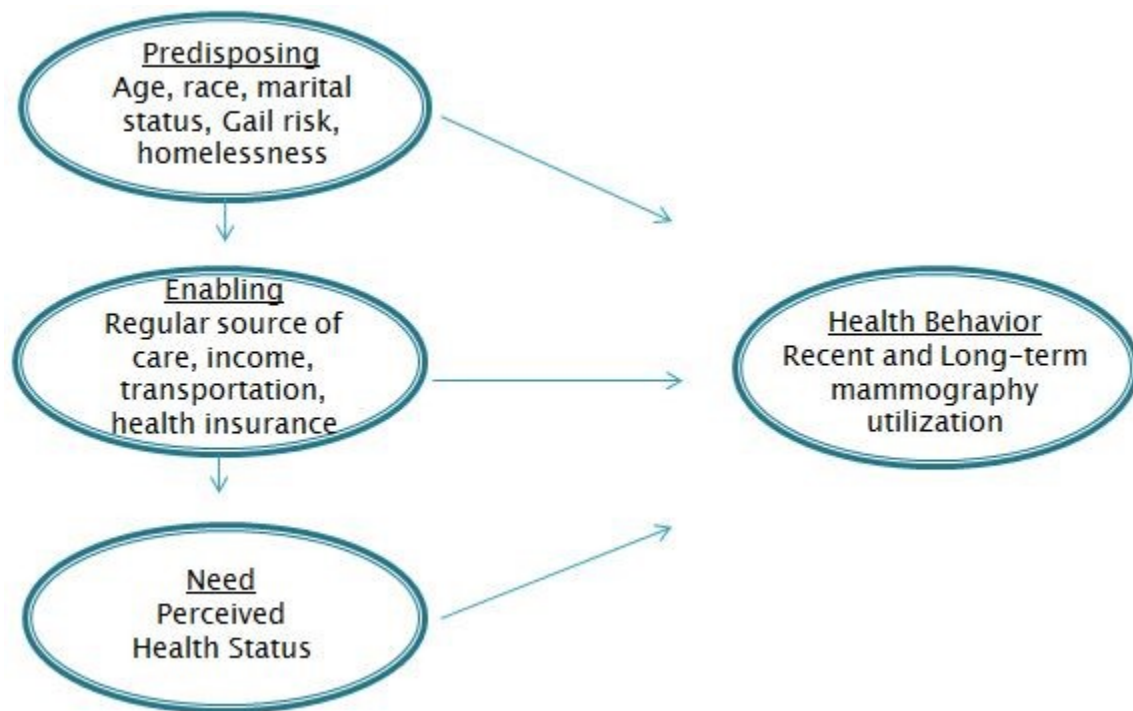 Predisposing
Age, race, marital
status, Gail risk,
homelessness
Enabling
Regular source of
care, income,
transportation,
health insurance
Need
Perceived
Health Status
Health Behavior
Recent and Long-term
mammography
utilization